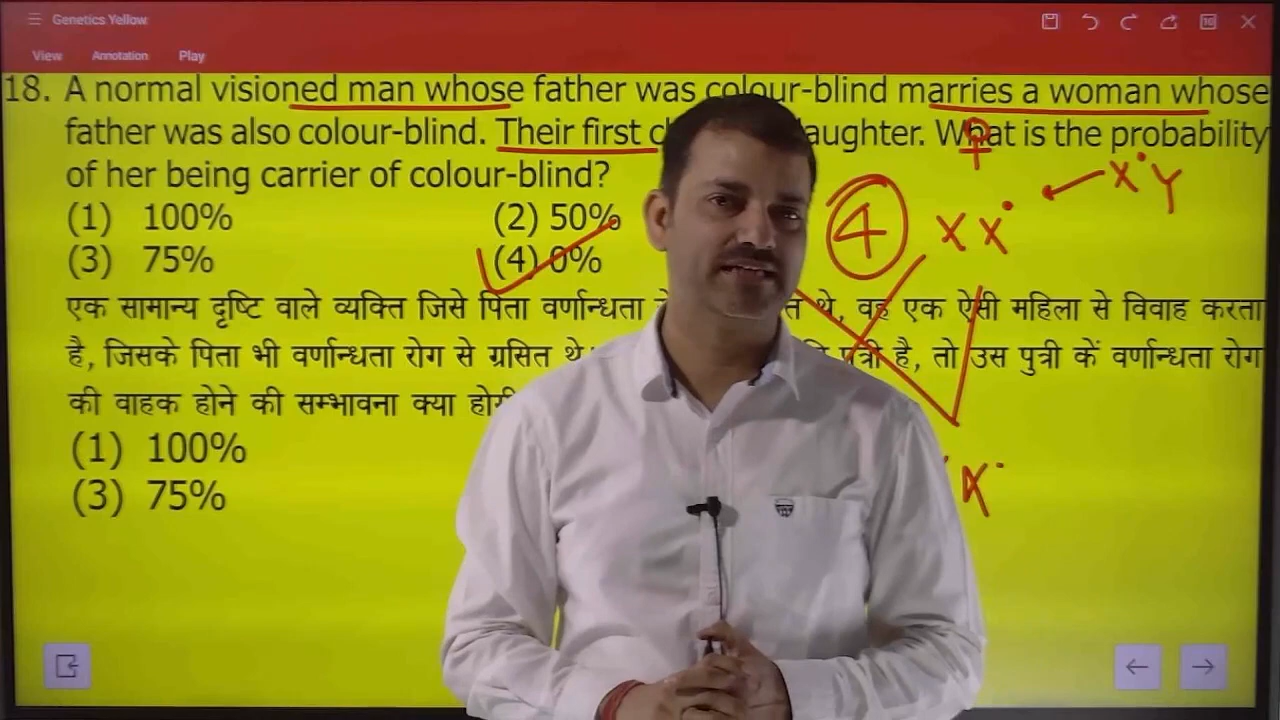 Genetics Yellow
10
View Annotation Play
18. A normal visioned man whose father was colour-blind marries a woman whose
father was also colour-blind. Their first daughter. What is the probability
of her being carrier of colour-blind?
(1) 100% (2) 50%
(3) 75% (4) 0%
♀
X•Y
4 X X•
एक सामान्य दृष्टि वाले व्यक्ति जिसे पिता वर्णान्धता थे, वह एक ऐसी महिला से विवाह करता
है, जिसके पिता भी वर्णान्धता रोग से ग्रसित थे। है, तो उस पुत्री कें वर्णान्धता रोग
की वाहक होने की सम्भावना क्या
(1) 100%
(3) 75%
X•